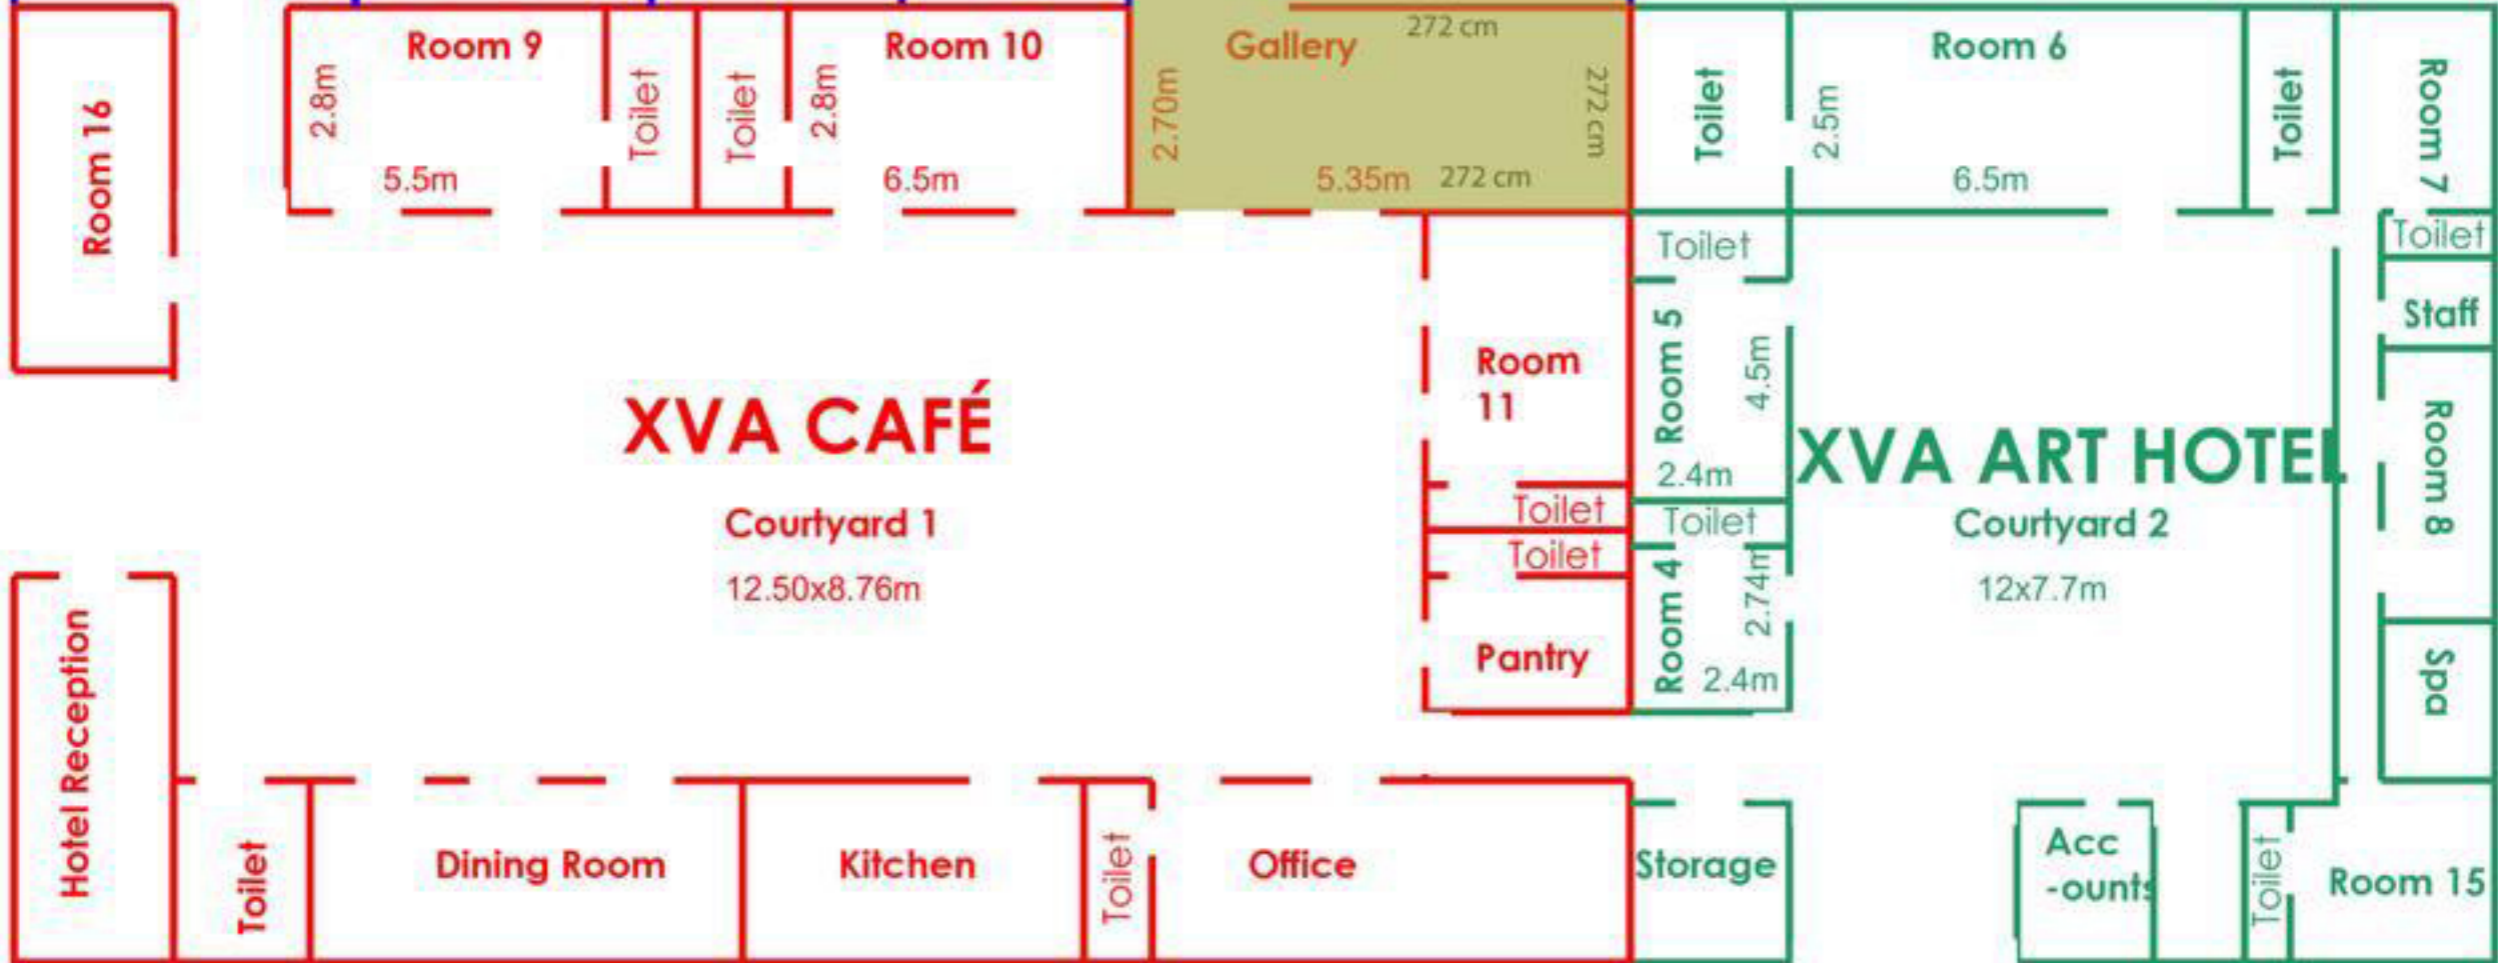 Room 16
Room 9
2.8m
5.5m
Toilet
Toilet
Room 10
2.8m
6.5m
Gallery
272 cm
2.70m
272 cm
5.35m
272 cm
Toilet
Room 6
2.5m
6.5m
Toilet
Room 7
Toilet
Staff
Toilet
Room 5
4.5m
2.4m
Room
11
XVA CAFÉ
Courtyard 1
12.50x8.76m
Toilet
Toilet
Pantry
Toilet
Room 4
2.74m
2.4m
XVA ART HOTEL
Courtyard 2
12x7.7m
Room 8
Spa
Hotel Reception
Toilet
Dining Room
Kitchen
Toilet
Office
Storage
Acc
-ounts
Toilet
Room 15